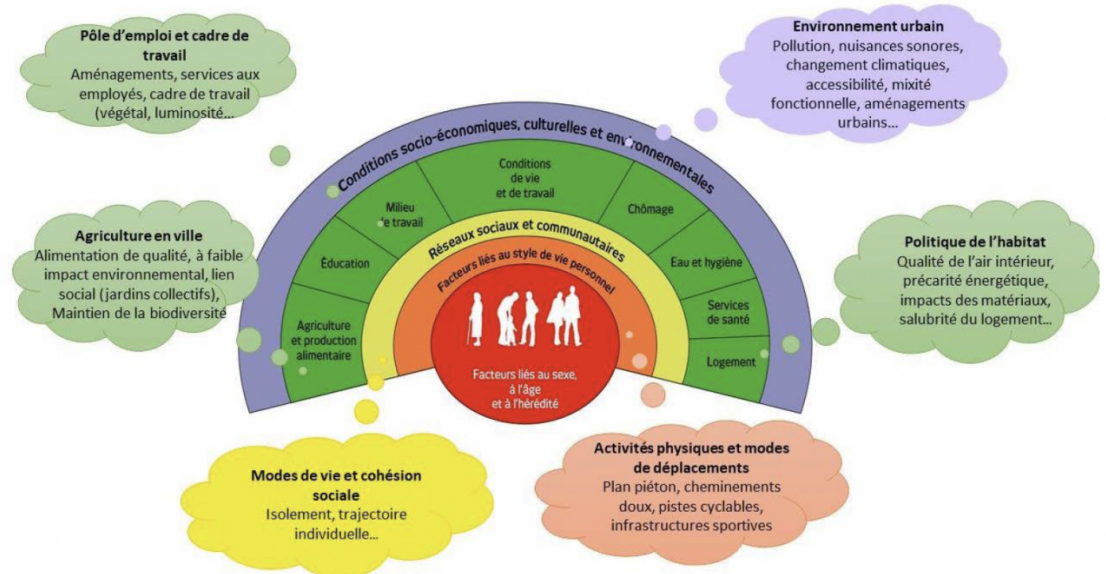 Pôle d'emploi et cadre de
travail
Aménagements, services aux
employés, cadre de travail
(végétal, luminosité…
Environnement urbain
Pollution, nuisances sonores,
changement climatiques,
accessibilité, mixité
fonctionnelle, aménagements
urbains…
Agriculture en ville
Alimentation de qualité, à faible
impact environnemental, lien
social (jardins collectifs),
Maintien de la biodiversité
Conditions socio-économiques, culturelles et environnementales
Agriculture
et production
alimentaire
Éducation
Milieu
de travail
Conditions
de vie
et de travail
Chômage
Eau et hygiène
Services
de santé
Logement
Réseaux sociaux et communautaires
Facteurs liés au style de vie personnel
Facteurs liés au sexe,
à l'âge
et à l'hérédité
Politique de l'habitat
Qualité de l'air intérieur,
précarité énergétique,
impacts des matériaux,
salubrité du logement…
Modes de vie et cohésion
sociale
Isolement, trajectoire
individuelle…
Activités physiques et modes
de déplacements
Plan piéton, cheminements
doux, pistes cyclables,
infrastructures sportives